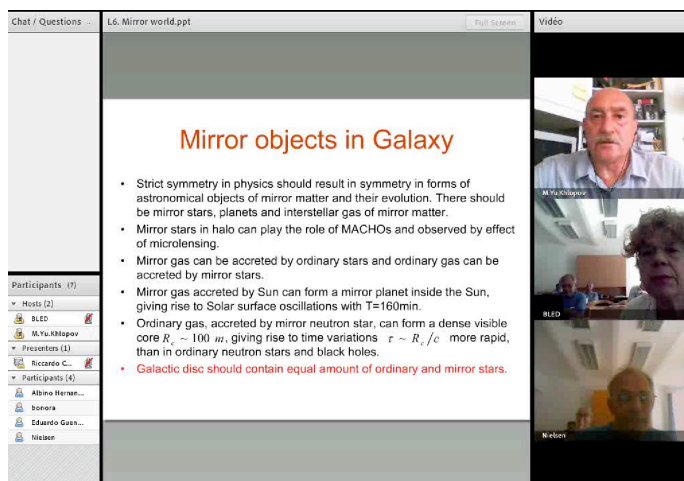 Chat / Questions
L6. Mirror world.ppt
Full Screen
Vidéo
Mirror objects in Galaxy
• Strict symmetry in physics should result in symmetry in forms of
astronomical objects of mirror matter and their evolution. There should
be mirror stars, planets and interstellar gas of mirror matter.
• Mirror stars in halo can play the role of MACHOs and observed by effect
of microlensing.
• Mirror gas can be accreted by ordinary stars and ordinary gas can be
accreted by mirror stars.
• Mirror gas accreted by Sun can form a mirror planet inside the Sun,
giving rise to Solar surface oscillations with T=160min.
• Ordinary gas, accreted by mirror neutron star, can form a dense visible
core R_c ~ 100 m, giving rise to time variations τ ~ R_c/c more rapid,
than in ordinary neutron stars and black holes.
• Galactic disc should contain equal amount of ordinary and mirror stars.
Participants (7)
Hosts (2)
BLED
M.Yu.Khlopov
Presenters (1)
Riccardo C...
Participants (4)
Albino Hernan...
bonora
Eduardo Guen...
Nielsen
M.Yu.Khlopov
BLED
Nielsen